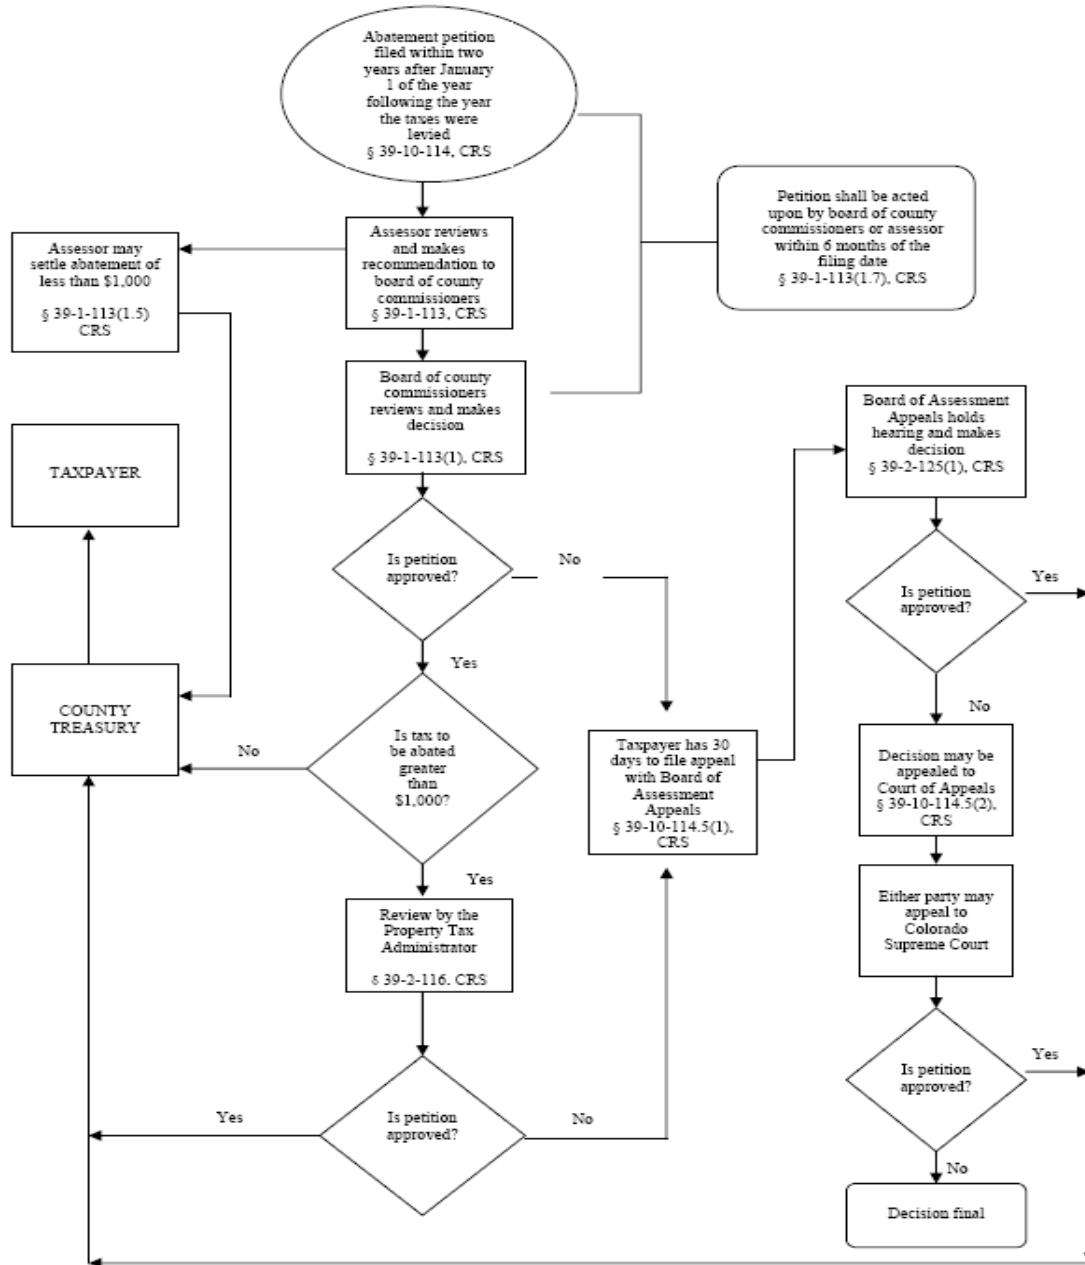 Abatement petition
filed within two
years after January
1 of the year
following the year
the taxes were
levied
§ 39-10-114, CRS
Petition shall be acted
upon by board of county
commissioners or assessor
within 6 months of the
filing date
§ 39-1-113(1.7), CRS
Assessor reviews
and makes
recommendation to
board of county
commissioners
§ 39-1-113, CRS
Assessor may
settle abatement of
less than $1,000
§ 39-1-113(1.5)
CRS
Board of county
commissioners
reviews and makes
decision
§ 39-1-113(1), CRS
Board of Assessment
Appeals holds
hearing and makes
decision
§ 39-2-125(1), CRS
TAXPAYER
Is petition
approved?
No
Is petition
approved?
Yes
Yes
COUNTY
TREASURY
No
Is tax to
be abated
greater
than
$1,000?
No
Taxpayer has 30
days to file appeal
with Board of
Assessment
Appeals
§ 39-10-114.5(1),
CRS
Decision may be
appealed to
Court of Appeals
§ 39-10-114.5(2),
CRS
Yes
Review by the
Property Tax
Administrator
§ 39-2-116. CRS
Either party may
appeal to
Colorado
Supreme Court
Is petition
approved?
Yes
Yes
Is petition
approved?
No
No
Decision final